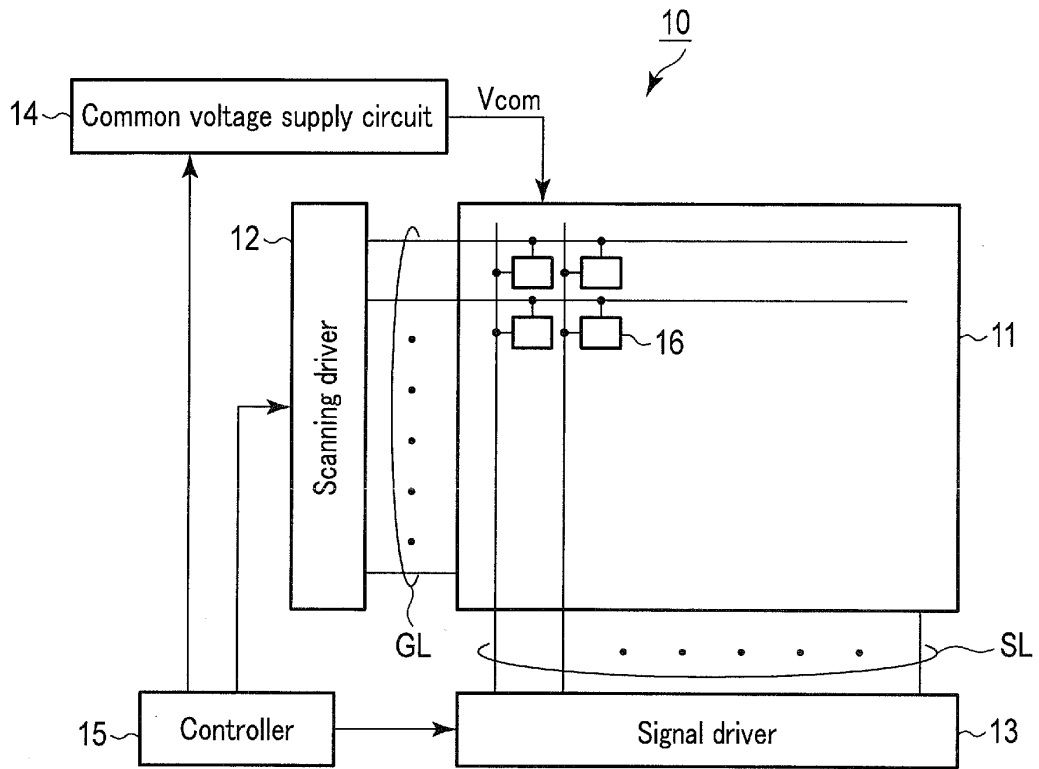 10
14
Common voltage supply circuit
Vcom
12
Scanning driver
16
11
GL
SL
15
Controller
Signal driver
13